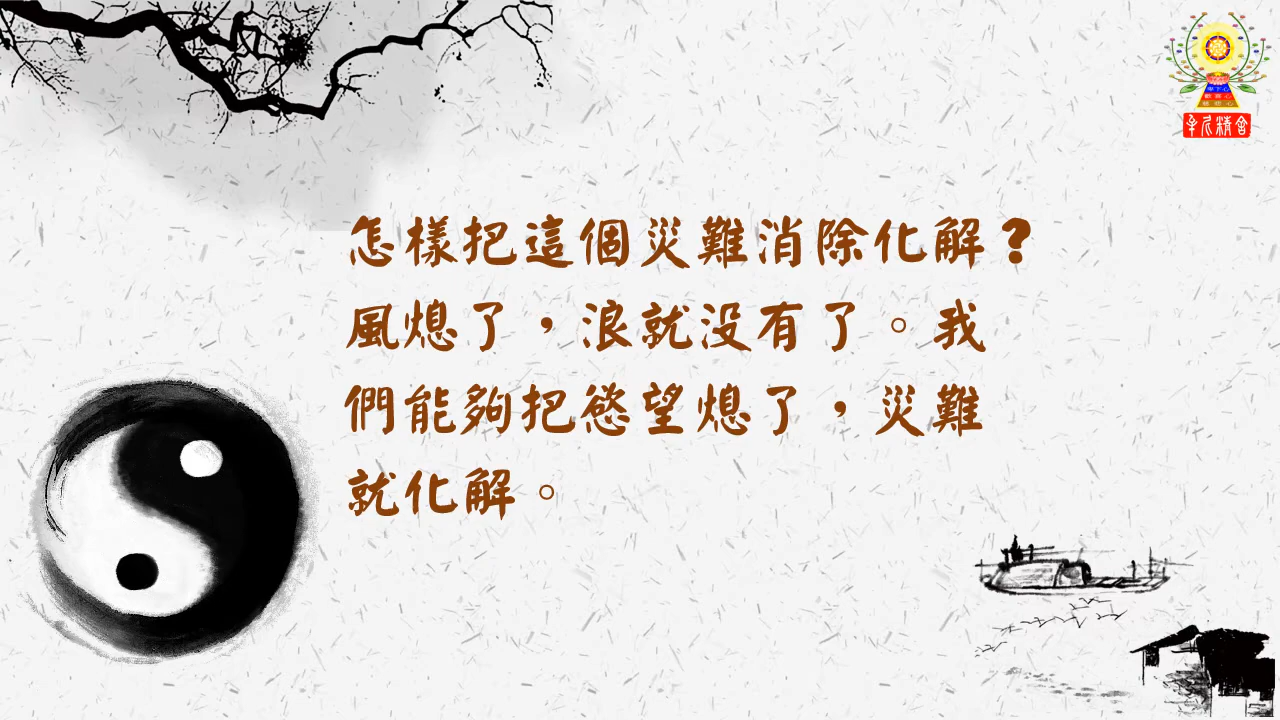 怎樣把這個災難消除化解？
風熄了，浪就没有了。我
們能夠把慾望熄了，災難
就化解。